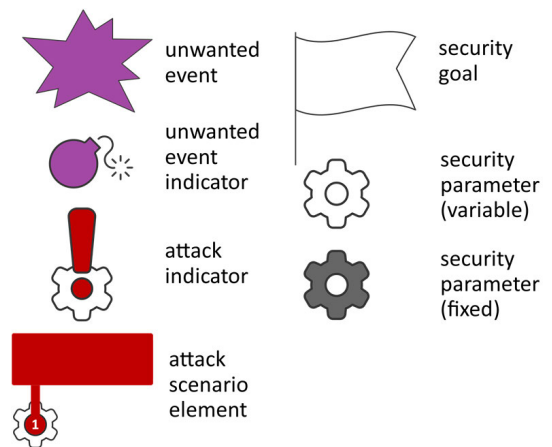 unwanted
event
unwanted
event
indicator
attack
indicator
attack
scenario
element
1
security
goal
security
parameter
(variable)
security
parameter
(fixed)